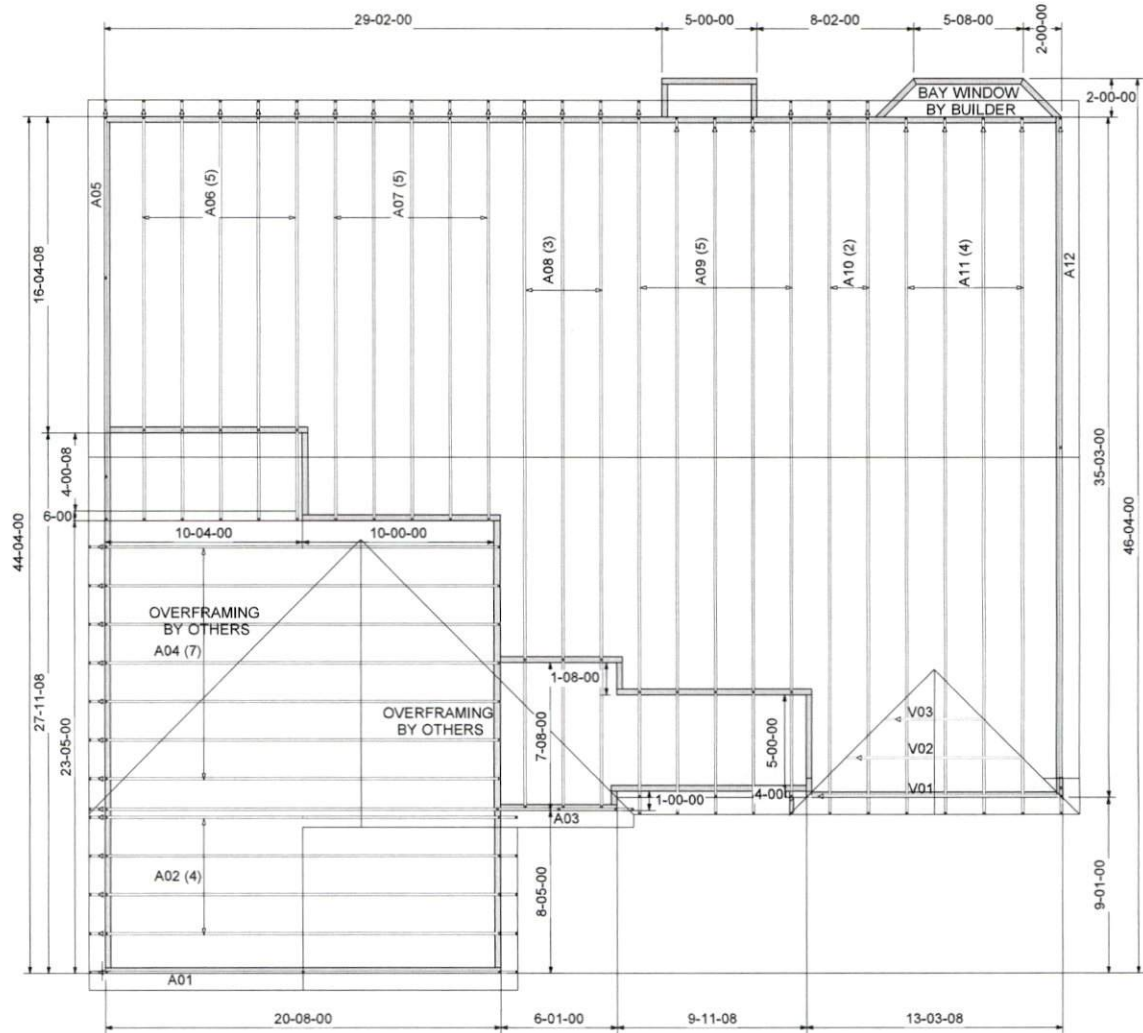 29-02-00
5-00-00
8-02-00
5-08-00
2-00-00
BAY WINDOW
BY BUILDER
2-00-00
A05
A06 (5)
A07 (5)
A08 (3)
A09 (5)
A10 (2)
A11 (4)
A12
16-04-08
35-03-00
4-00-08
44-04-00
6-00
46-04-00
10-04-00
10-00-00
OVERFRAMING
BY OTHERS
A04 (7)
1-08-00
27-11-08
23-05-00
OVERFRAMING
BY OTHERS
7-08-00
5-00-00
V03
V02
V01
1-00-00
4-00
A03
A02 (4)
8-05-00
9-01-00
A01
20-08-00
6-01-00
9-11-08
13-03-08